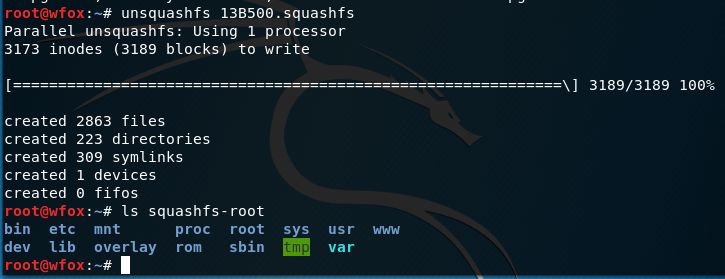 root@wfox:~# unsquashfs 13B500.squashfs
Parallel unsquashfs: Using 1 processor
3173 inodes (3189 blocks) to write
[=============================================================\] 3189/3189 100%
created 2863 files
created 223 directories
created 309 symlinks
created 1 devices
created 0 fifos
root@wfox:~# ls squashfs-root
bin etc mnt proc root sys usr www
dev lib overlay rom sbin tmp var
root@wfox:~#